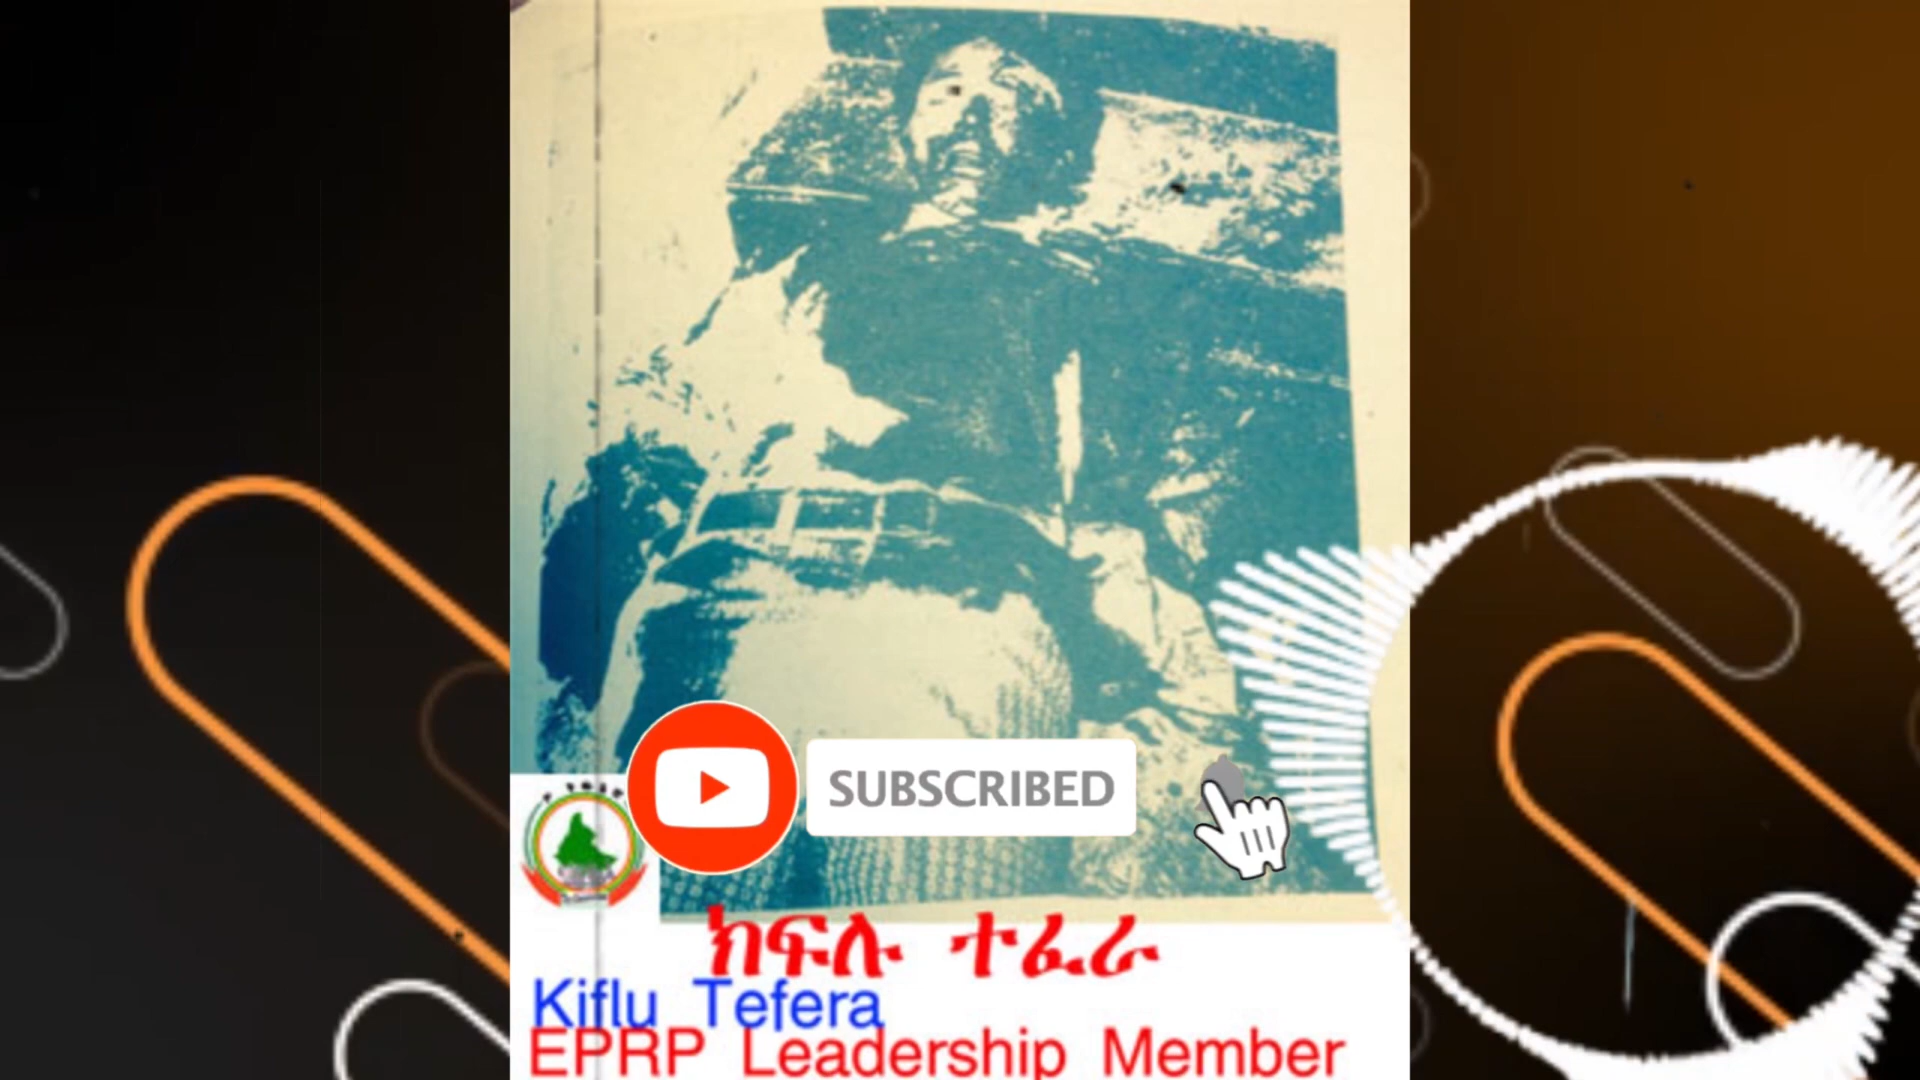 SUBSCRIBED
ክፍሉ ተፈራ
Kiflu Tefera
EPRP Leadership Member